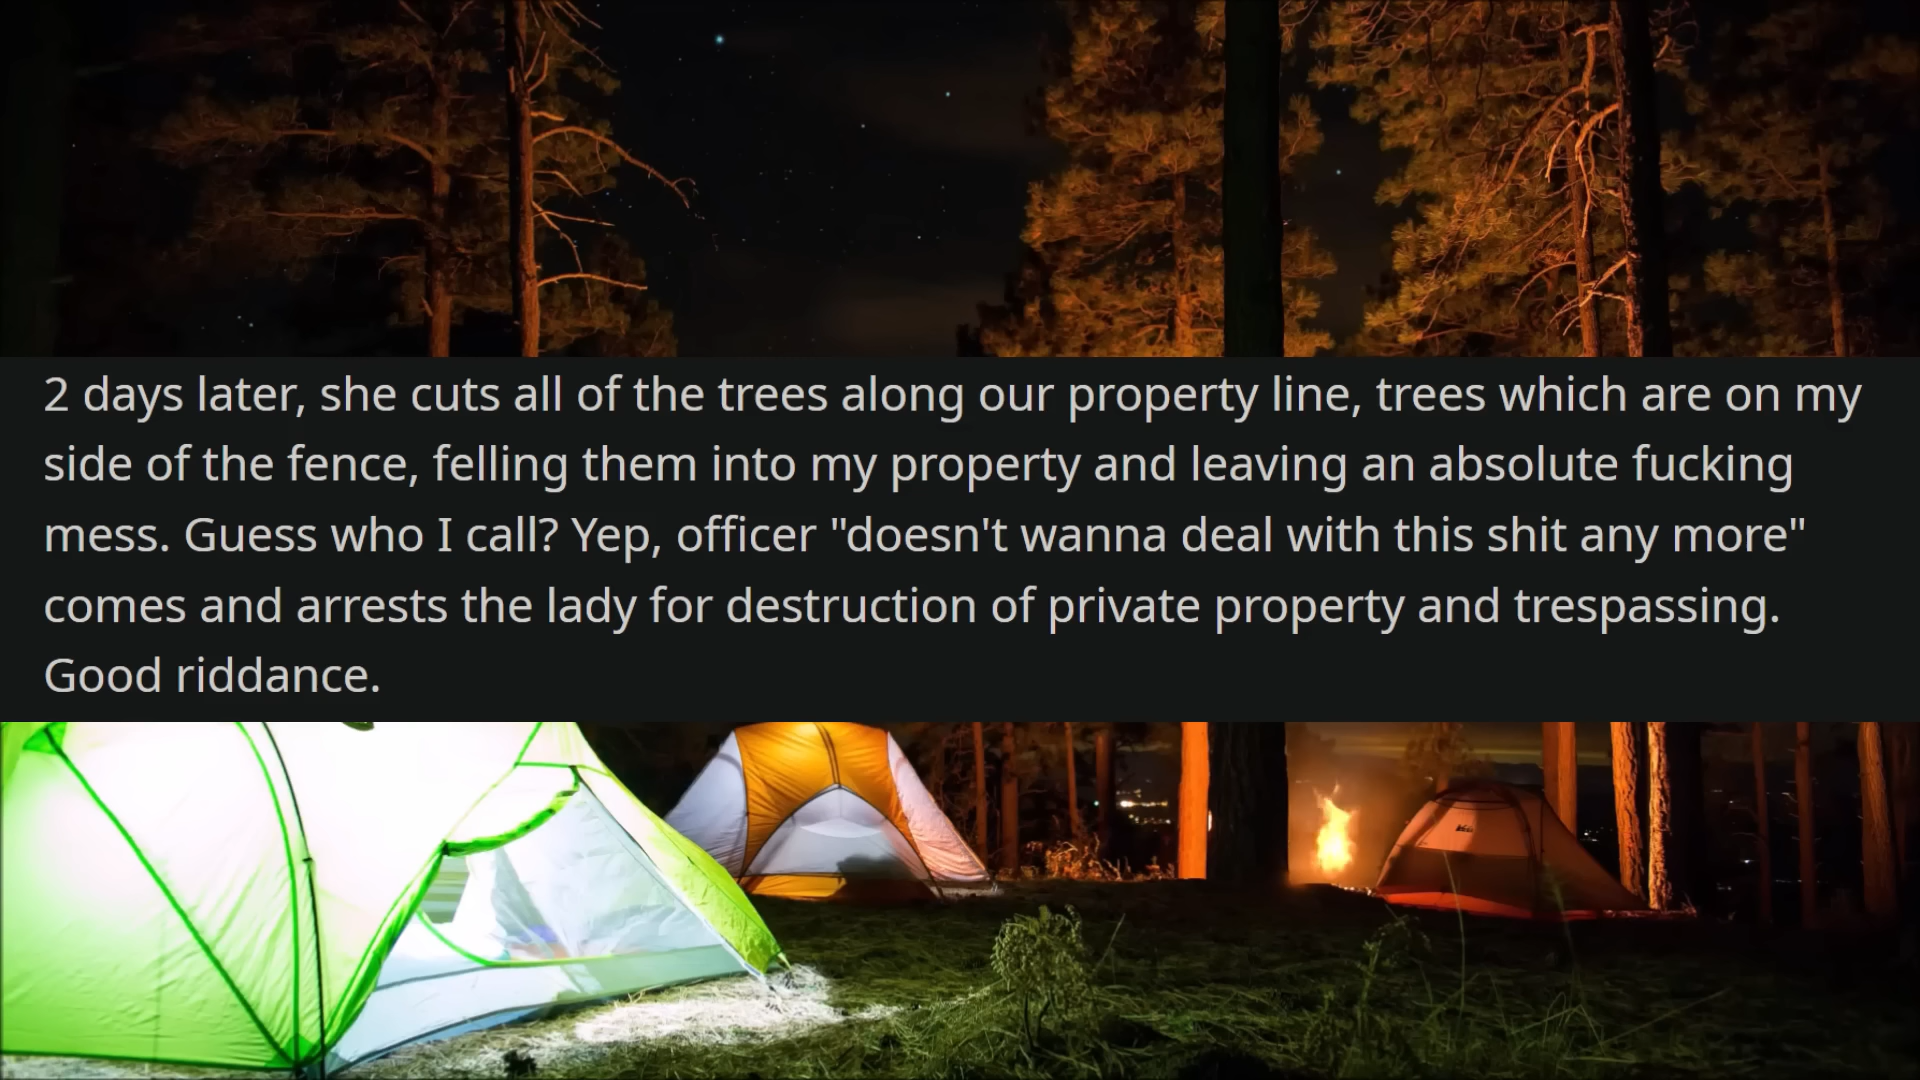 2 days later, she cuts all of the trees along our property line, trees which are on my
side of the fence, felling them into my property and leaving an absolute fucking
mess. Guess who I call? Yep, officer "doesn't wanna deal with this shit any more"
comes and arrests the lady for destruction of private property and trespassing.
Good riddance.